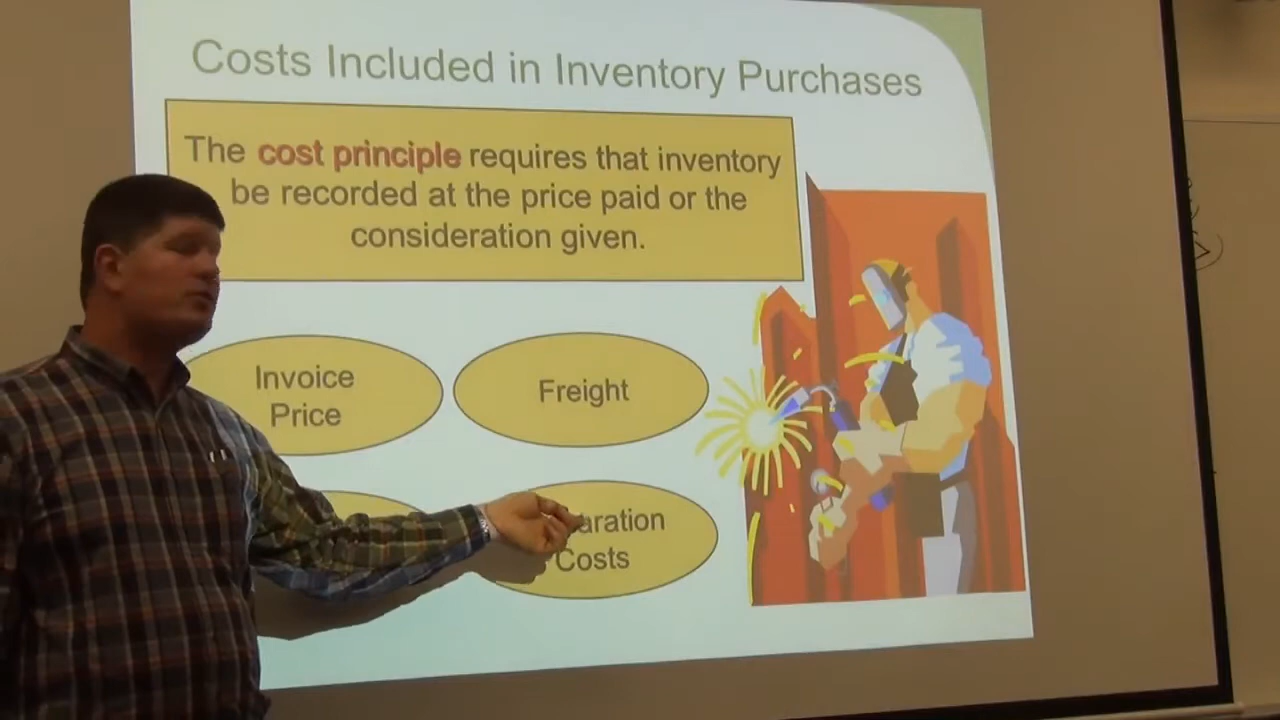 Costs Included in Inventory Purchases
The cost principle requires that inventory
be recorded at the price paid or the
consideration given.
Invoice
Price
Freight
aration
Costs